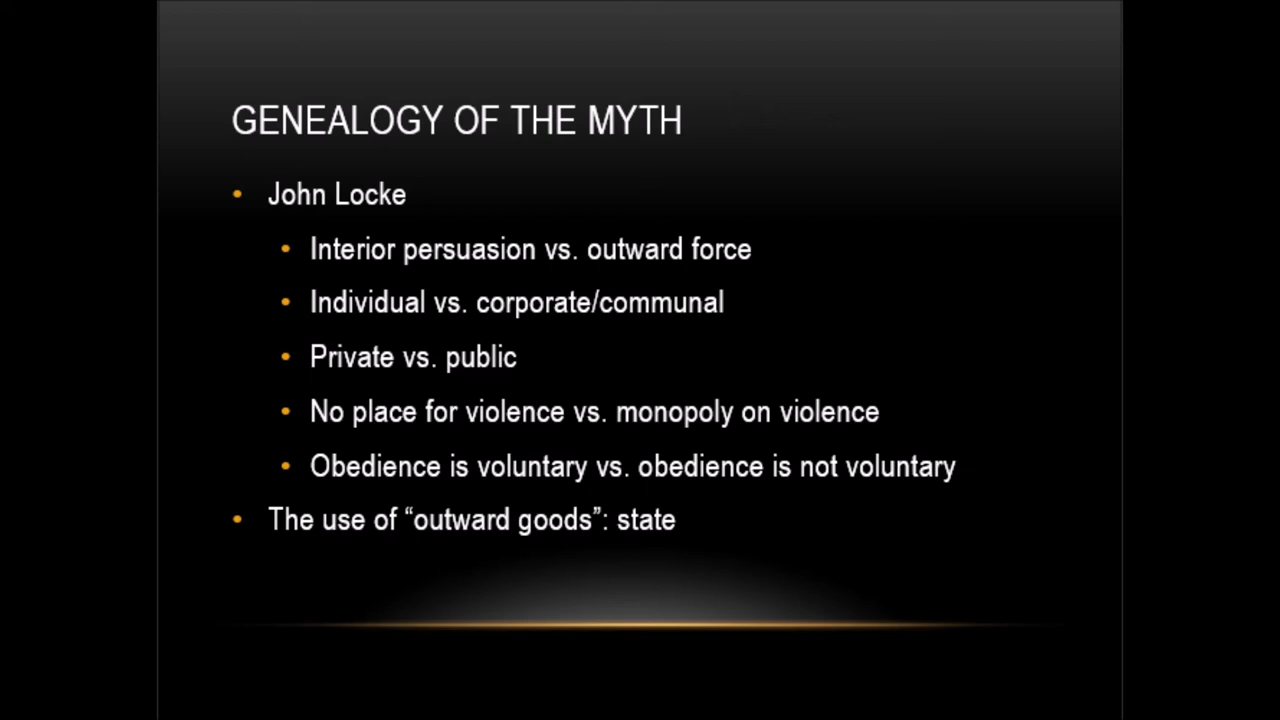 GENEALOGY OF THE MYTH
• John Locke
• Interior persuasion vs. outward force
• Individual vs. corporate/communal
• Private vs. public
• No place for violence vs. monopoly on violence
• Obedience is voluntary vs. obedience is not voluntary
• The use of “outward goods”: state